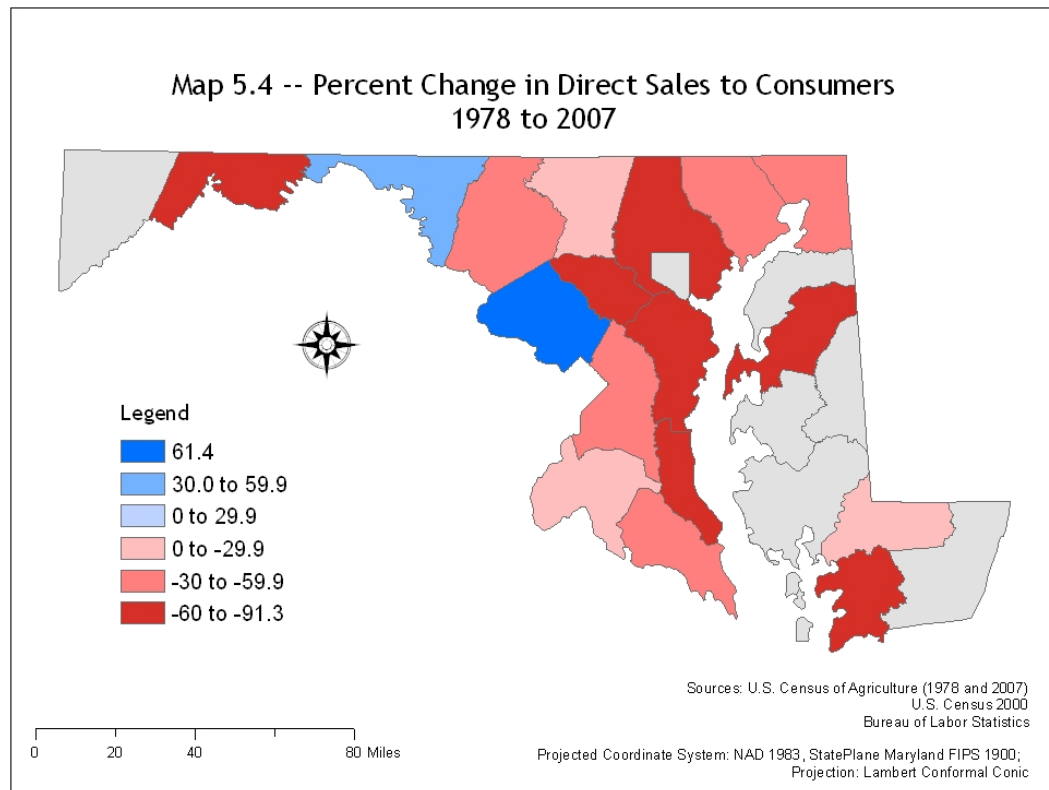 Map 5.4 -- Percent Change in Direct Sales to Consumers
1978 to 2007
Legend
61.4
30.0 to 59.9
0 to 29.9
0 to -29.9
-30 to -59.9
-60 to -91.3
Sources: U.S. Census of Agriculture (1978 and 2007)
U.S. Census 2000
Bureau of Labor Statistics
0 20 40 80 Miles
Projected Coordinate System: NAD 1983, StatePlane Maryland FIPS 1900;
Projection: Lambert Conformal Conic